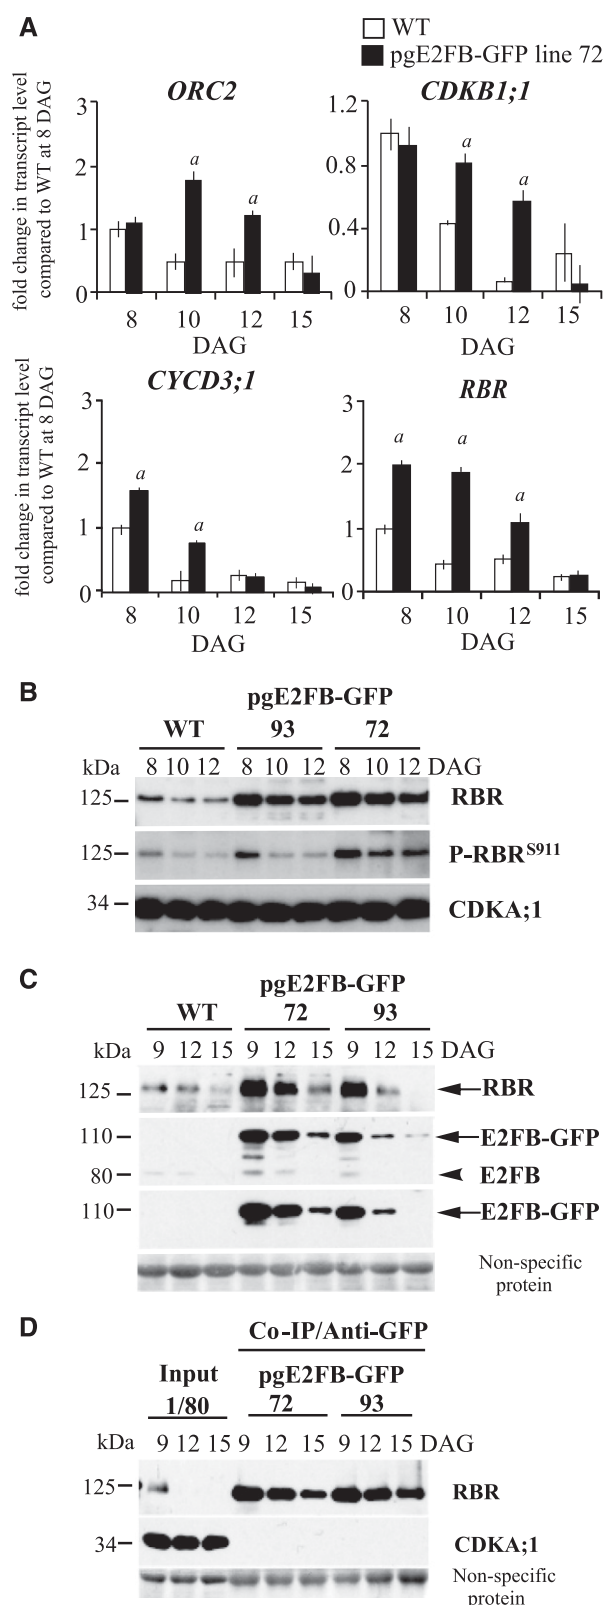 A
WT
pgE2FB-GFP line 72
fold change in transcript level
compared to WT at 8 DAG
ORC2
3
2
1
0
a
a
8 10 12 15
DAG
CDKB1;1
1.2
0.8
0.4
0
a
a
8 10 12 15
DAG
fold change in transcript level
compared to WT at 8 DAG
CYCD3;1
3
2
1
0
a
a
8 10 12 15
DAG
RBR
3
2
1
0
a
a
a
8 10 12 15
DAG
B
pgE2FB-GFP
WT 93 72
kDa 8 10 12 8 10 12 8 10 12 DAG
125 RBR
125 P-RBRS911
34 CDKA;1
C
pgE2FB-GFP
WT 72 93
kDa 9 12 15 9 12 15 9 12 15 DAG
125 RBR
110 E2FB-GFP
80 E2FB
110 E2FB-GFP
Non-specific
protein
D
Co-IP/Anti-GFP
Input pgE2FB-GFP
1/80 72 93
kDa 9 12 15 9 12 15 9 12 15 DAG
125 RBR
34 CDKA;1
Non-specific
protein